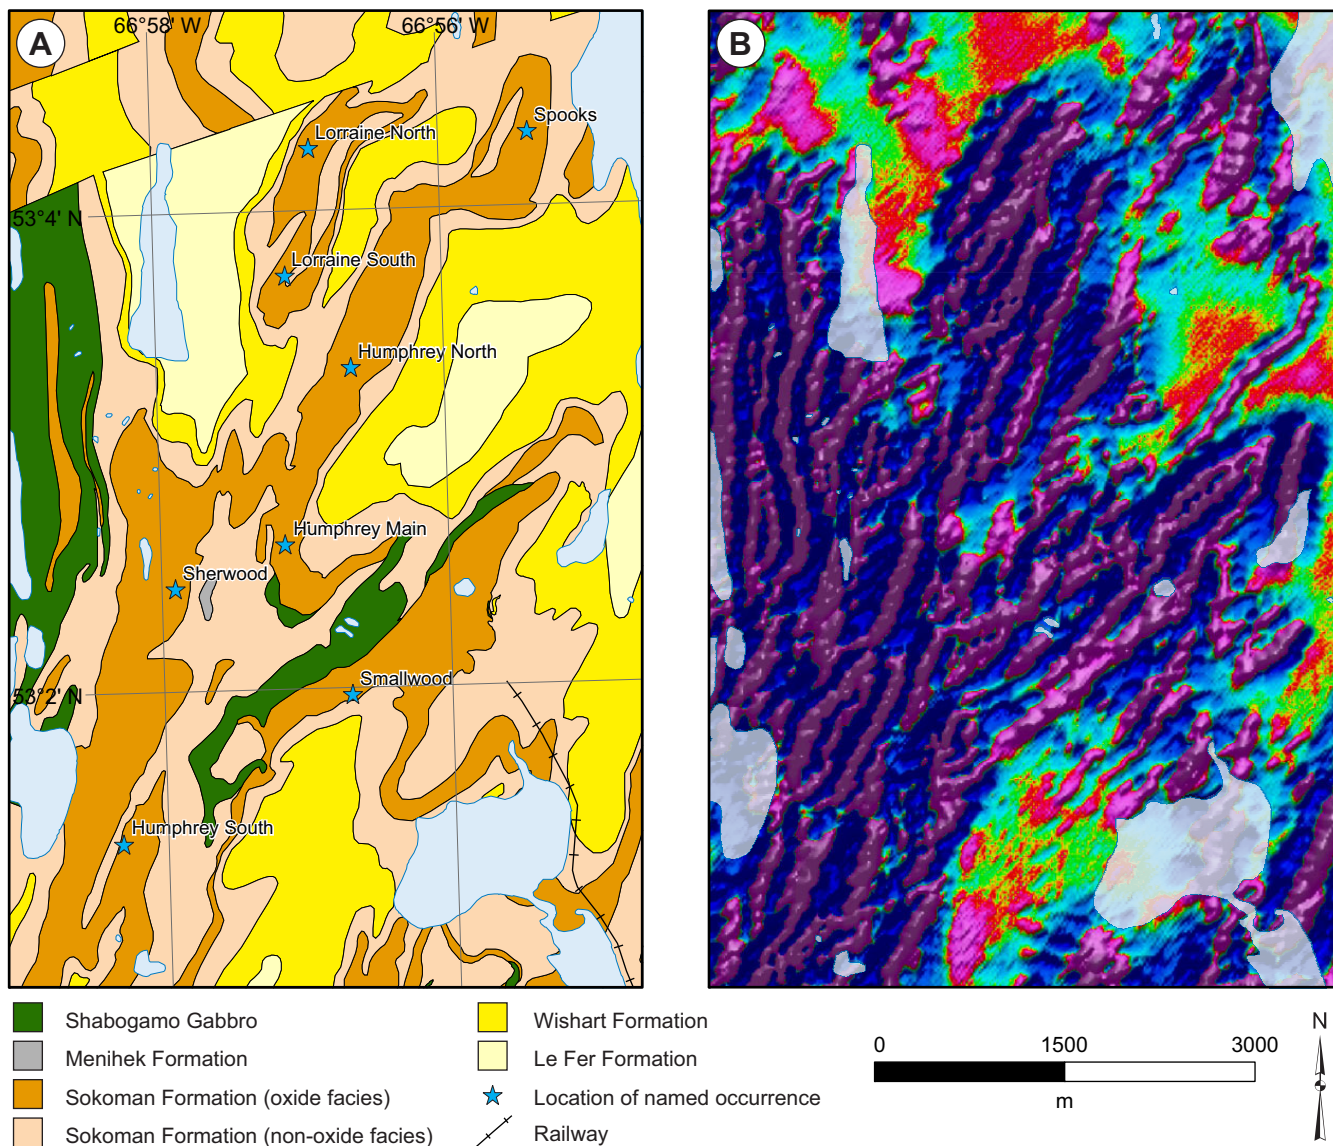 A
66°58' W
66°56' W
B
Spooks
Lorraine North
53°4' N
Lorraine South
Humphrey North
Humphrey Main
Sherwood
Smallwood
53°2' N
Humphrey South
Shabogamo Gabbro
Menihek Formation
Sokoman Formation (oxide facies)
Sokoman Formation (non-oxide facies)
Wishart Formation
Le Fer Formation
Location of named occurrence
Railway
0 1500 3000
m
N